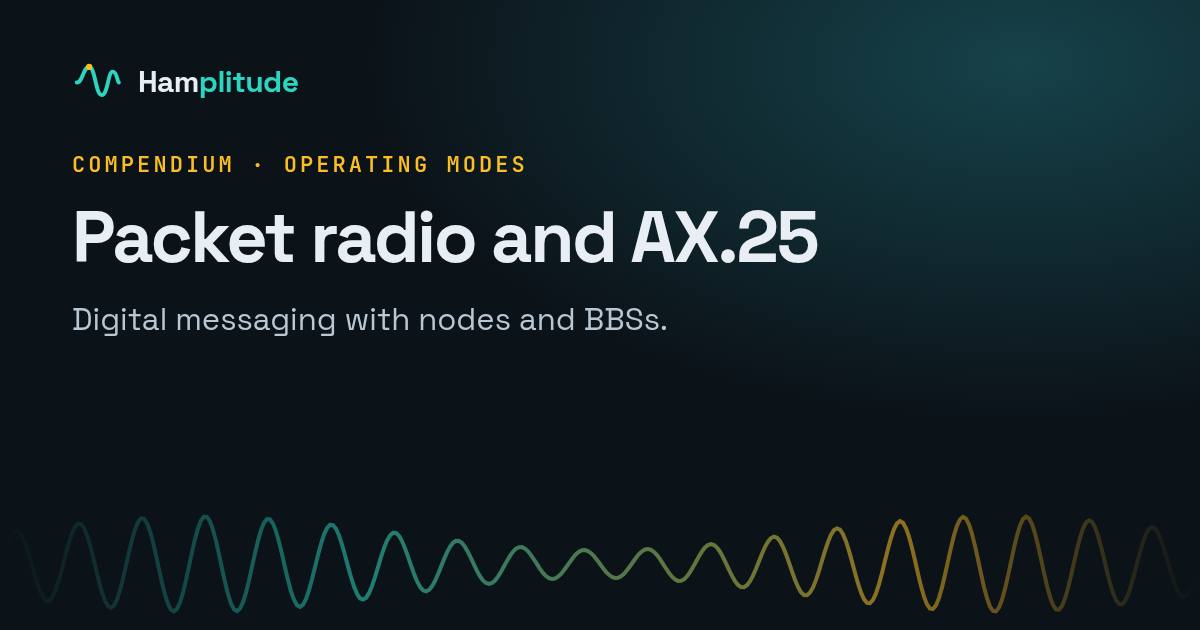 Hamplitude
COMPENDIUM · OPERATING MODES
Packet radio and AX.25
Digital messaging with nodes and BBSs.